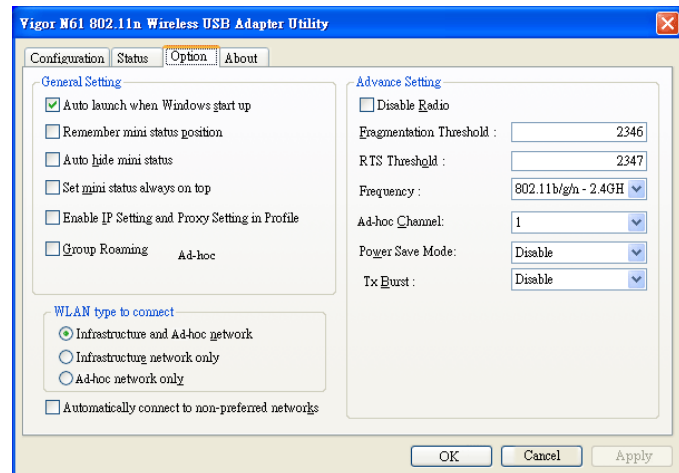 Vigor N61 802.11n Wireless USB Adapter Utility
Configuration Status Option About
General Setting
Auto launch when Windows start up
Remember mini status position
Auto hide mini status
Set mini status always on top
Enable IP Setting and Proxy Setting in Profile
Group Roaming Ad-hoc
WLAN type to connect
Infrastructure and Ad-hoc network
Infrastructure network only
Ad-hoc network only
Automatically connect to non-preferred networks
Advance Setting
Disable Radio
Fragmentation Threshold : 2346
RTS Threshold : 2347
Frequency : 802.11b/g/n - 2.4GH
Ad-hoc Channel: 1
Power Save Mode: Disable
Tx Burst : Disable
OK Cancel Apply